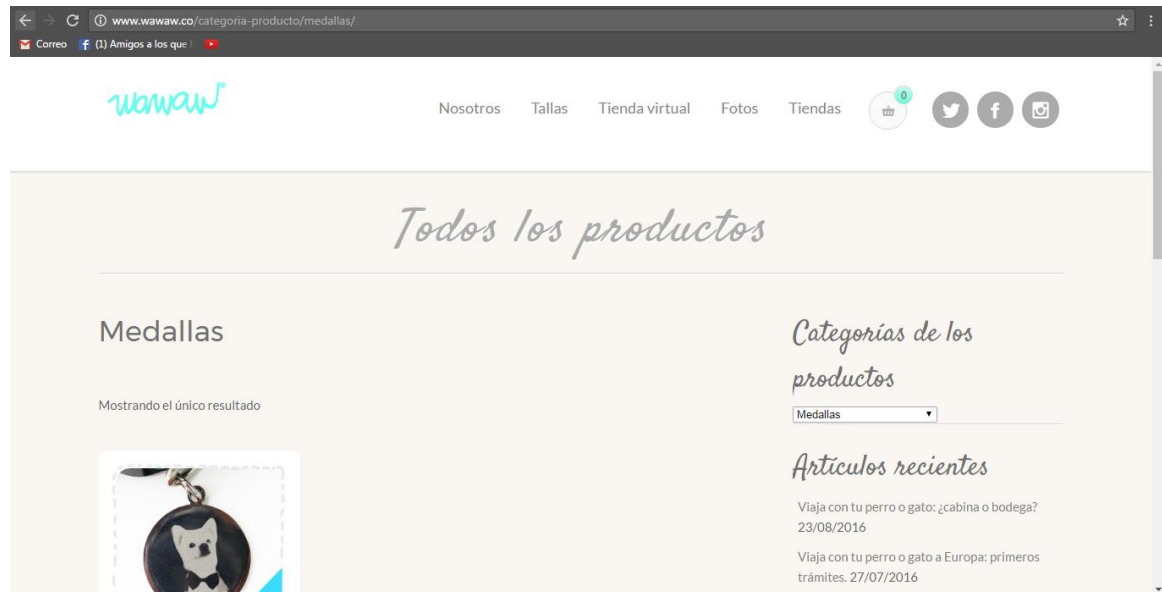 www.wawaw.co/categoria-producto/medallas/
Correo (1) Amigos a los que
wawaw®
Nosotros Tallas Tienda virtual Fotos Tiendas 0
Todos los productos
Medallas
Mostrando el único resultado
Categorías de los
productos
Medallas
Artículos recientes
Viaja con tu perro o gato: ¿cabina o bodega?
23/08/2016
Viaja con tu perro o gato a Europa: primeros
trámites. 27/07/2016